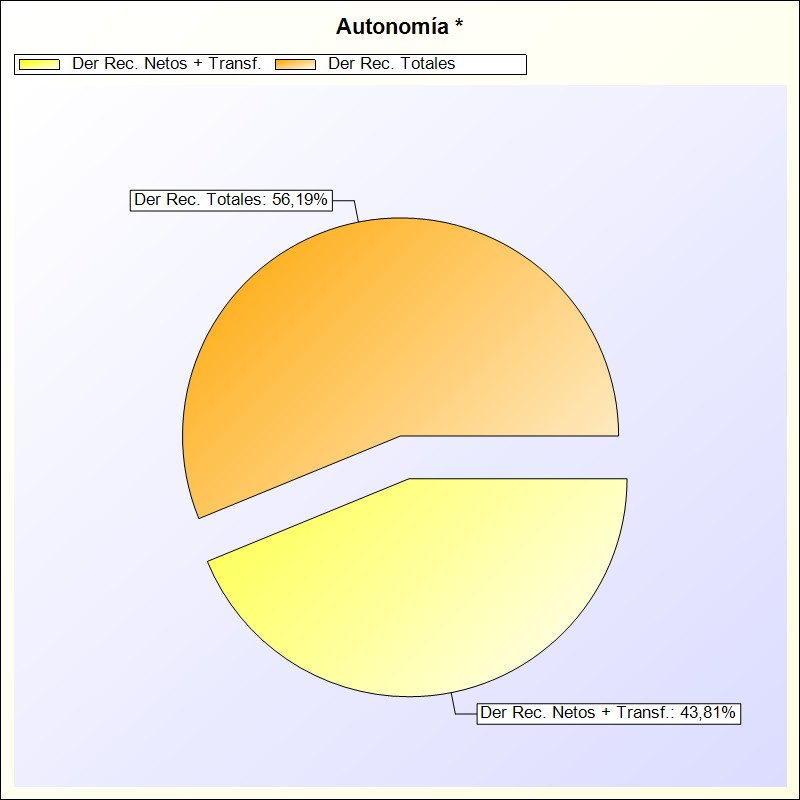 Autonomía *
Der Rec. Netos + Transf. Der Rec. Totales
Der Rec. Totales: 56,19%
Der Rec. Netos + Transf.: 43,81%